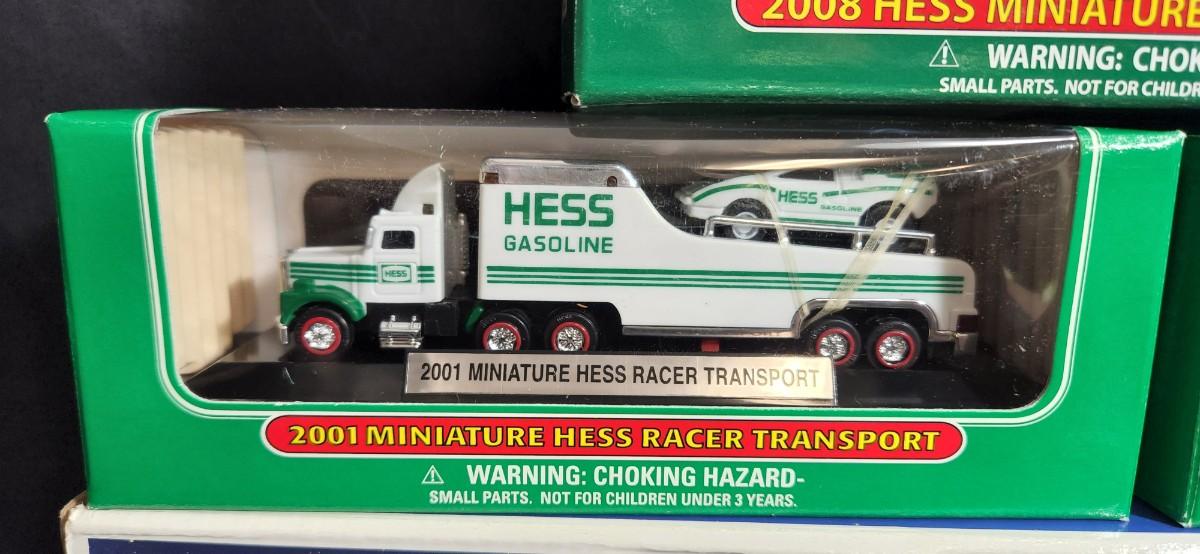 2008 HESS MINIATURE
WARNING: CHOK
SMALL PARTS. NOT FOR CHILDR
HESS
GASOLINE
HESS
GASOLINE
HESS
2001 MINIATURE HESS RACER TRANSPORT
2001 MINIATURE HESS RACER TRANSPORT
WARNING: CHOKING HAZARD-
SMALL PARTS. NOT FOR CHILDREN UNDER 3 YEARS.